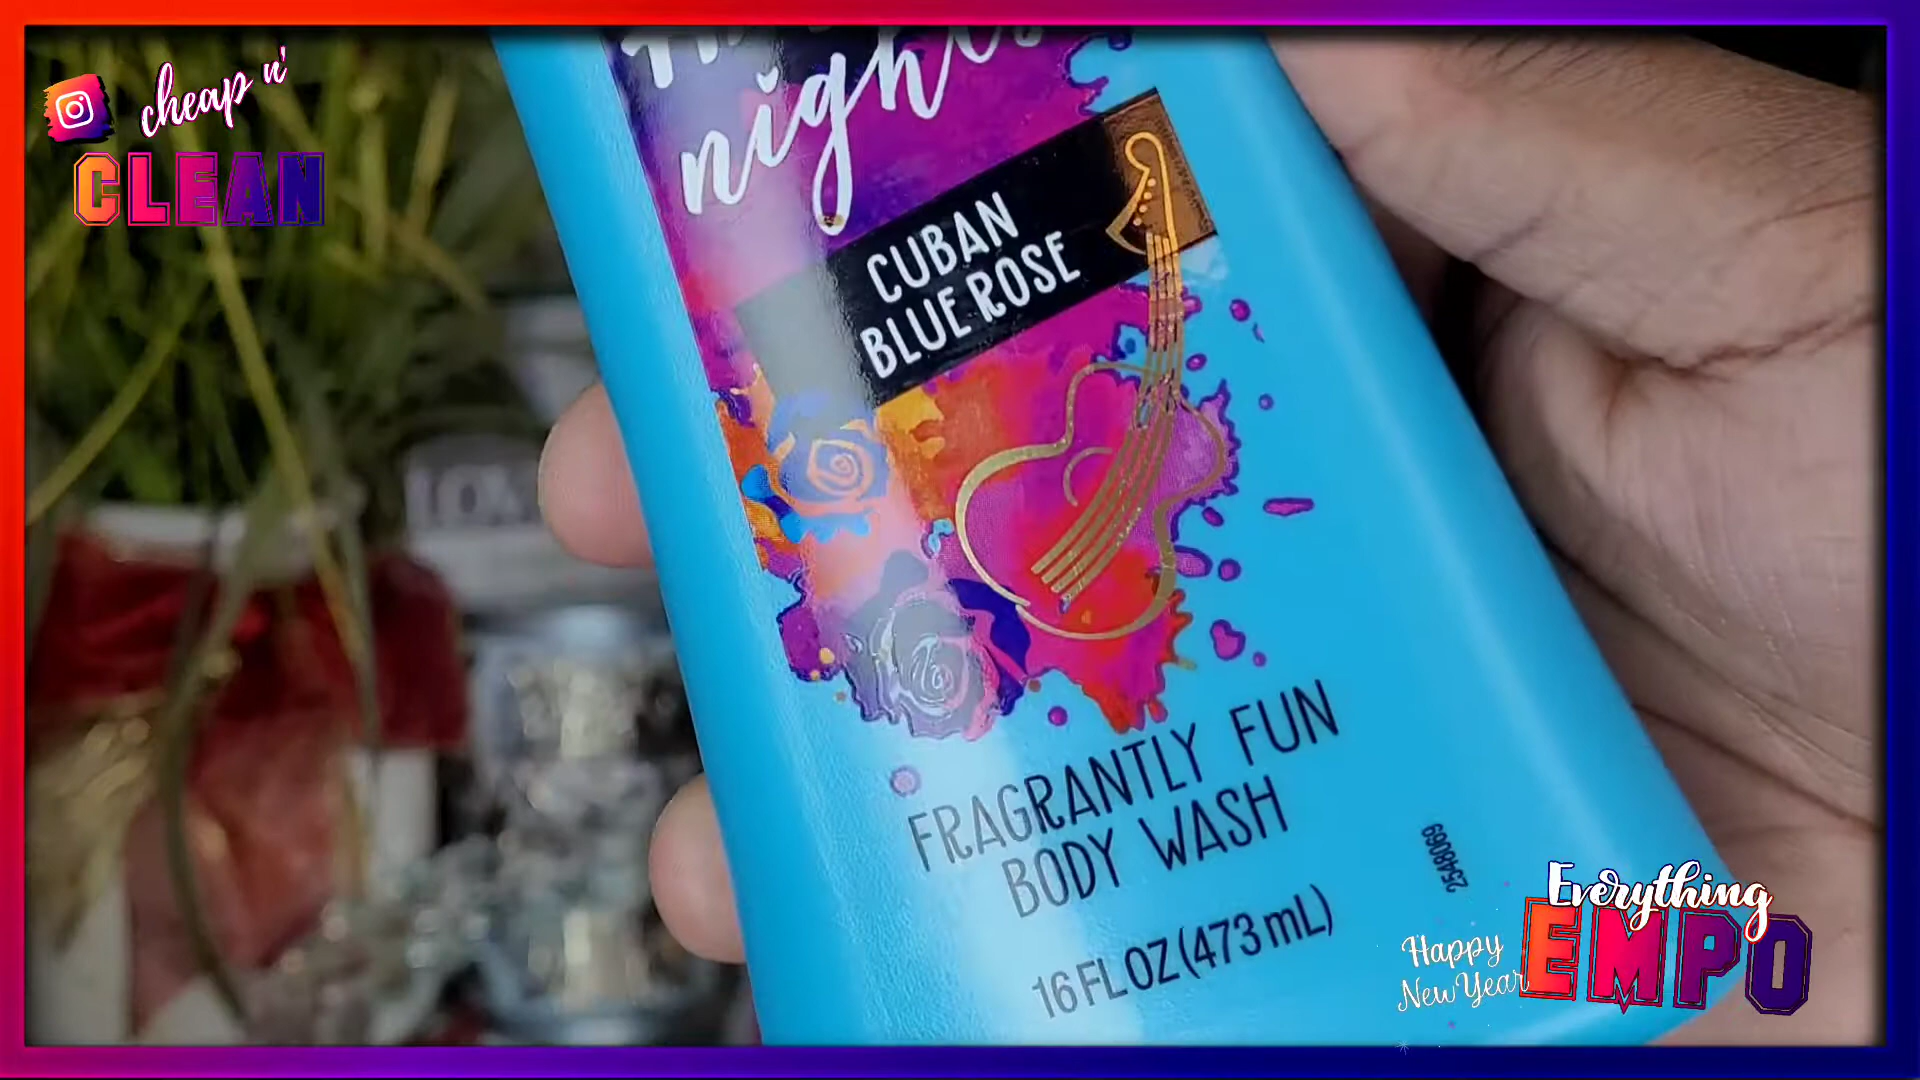 cheap n'
CLEAN
nights
CUBAN
BLUE ROSE
FRAGRANTLY FUN
BODY WASH
16 FL OZ (473 mL)
2548069
Everything
EMPO
Happy
New Year